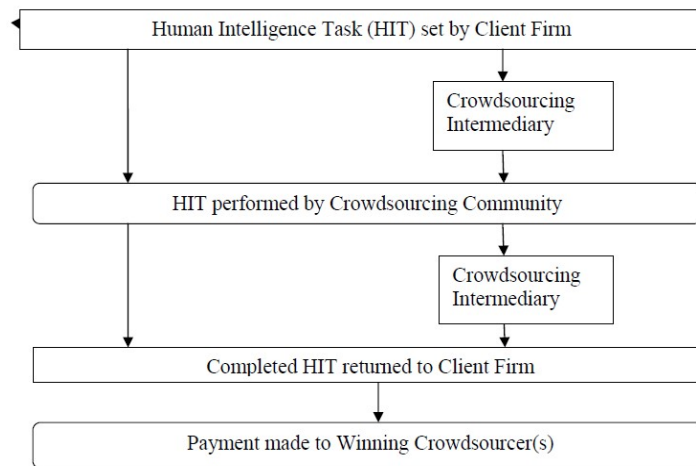 Human Intelligence Task (HIT) set by Client Firm
Crowdsourcing
Intermediary
HIT performed by Crowdsourcing Community
Crowdsourcing
Intermediary
Completed HIT returned to Client Firm
Payment made to Winning Crowdsourcer(s)